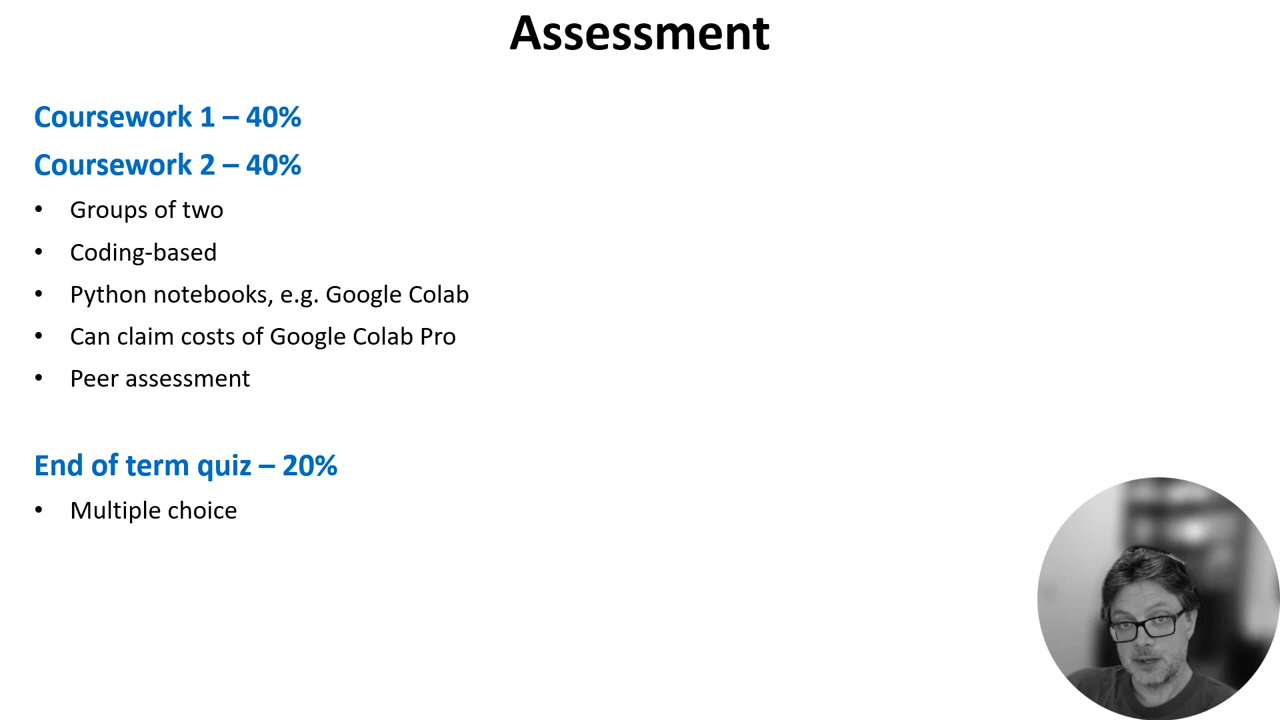 Assessment
Coursework 1 – 40%
Coursework 2 – 40%
• Groups of two
• Coding-based
• Python notebooks, e.g. Google Colab
• Can claim costs of Google Colab Pro
• Peer assessment
End of term quiz – 20%
• Multiple choice